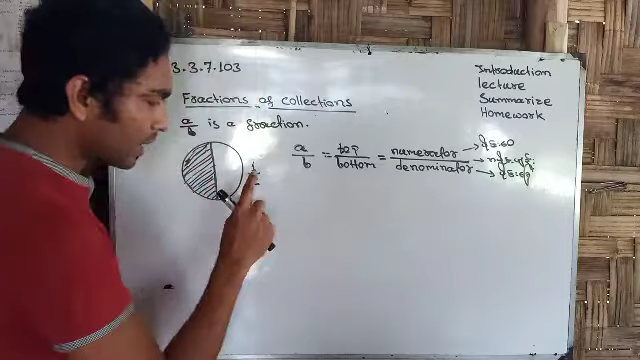 3.3.7.103
Fractions of collections
a/b is a fraction.
a/b = top/bottom = numerator/denominator
Introduction
lecture
Summarize
Homework